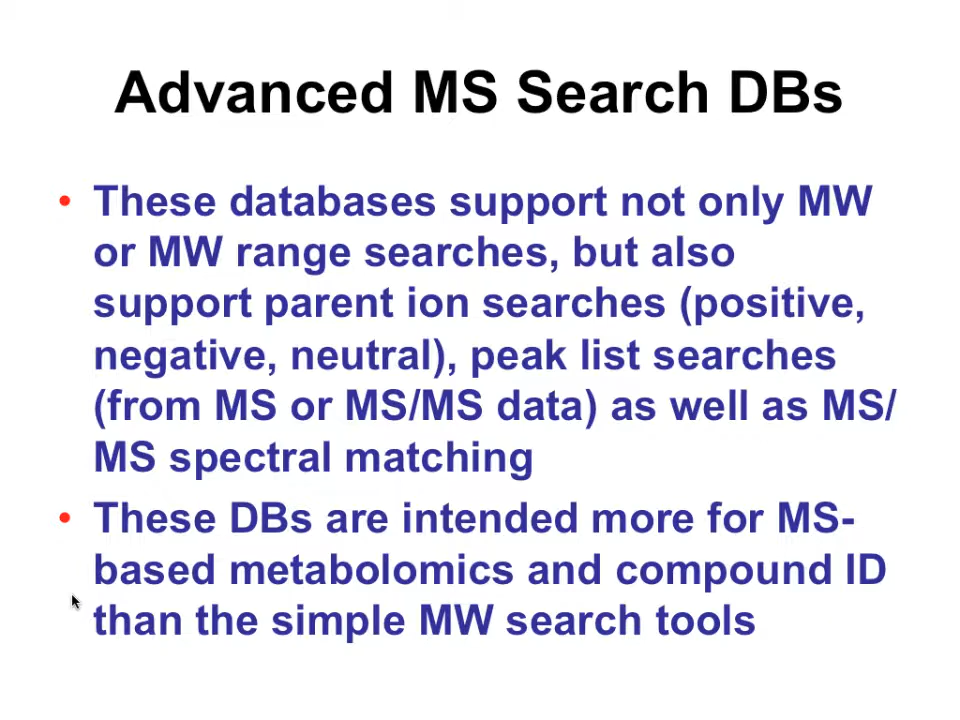 Advanced MS Search DBs
• These databases support not only MW
or MW range searches, but also
support parent ion searches (positive,
negative, neutral), peak list searches
(from MS or MS/MS data) as well as MS/
MS spectral matching
• These DBs are intended more for MS-
based metabolomics and compound ID
than the simple MW search tools